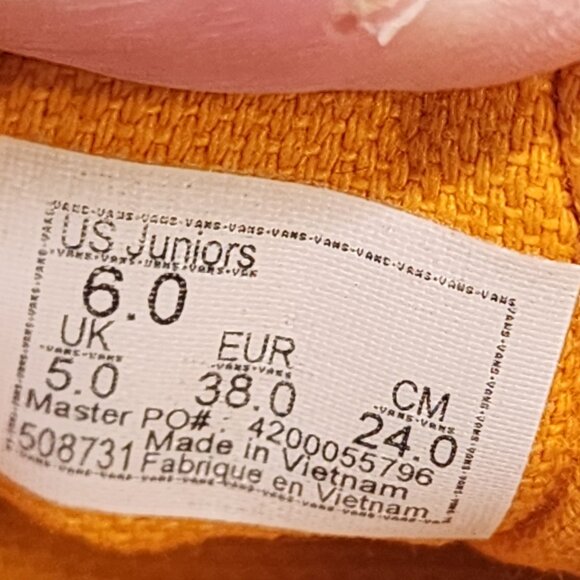 US Juniors
6.0
UK EUR CM
5.0 38.0 24.0
Master PO#: 4200055796
508731 Made in Vietnam
Fabrique en Vietnam